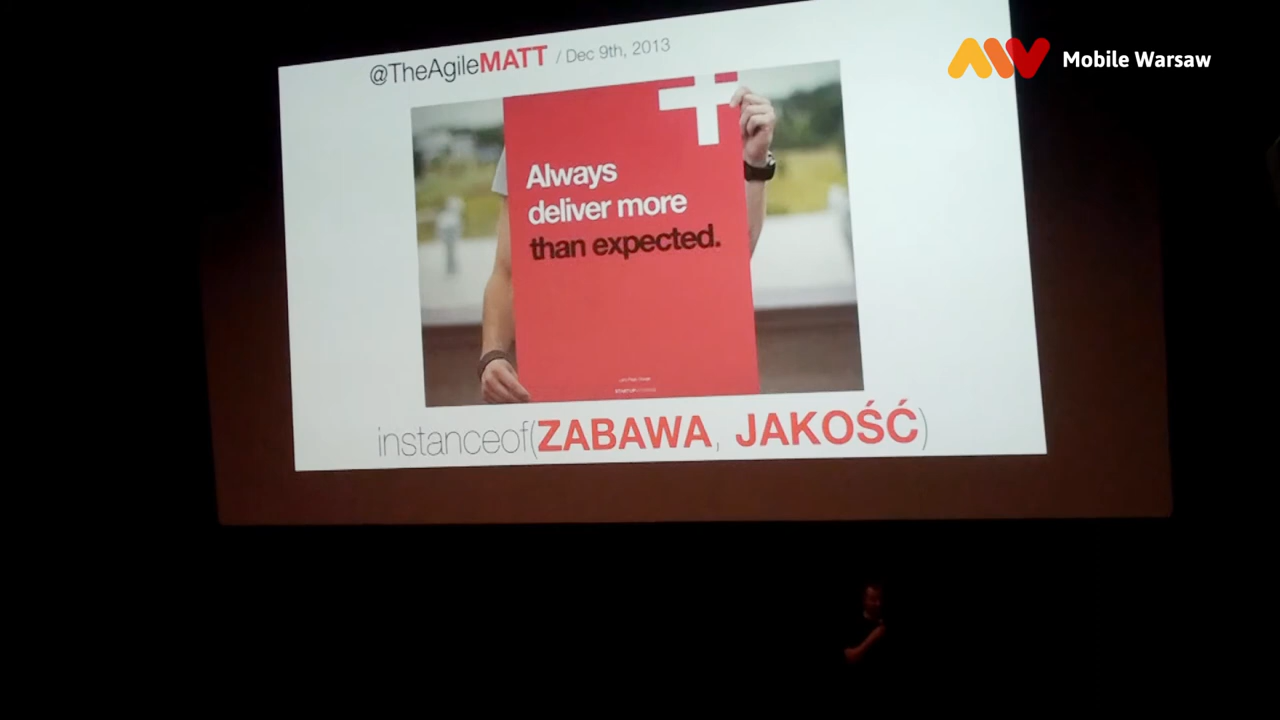 @TheAgileMATT / Dec 9th, 2013
Mobile Warsaw
Always
deliver more
than expected.
instanceof(ZABAWA, JAKOŚĆ)